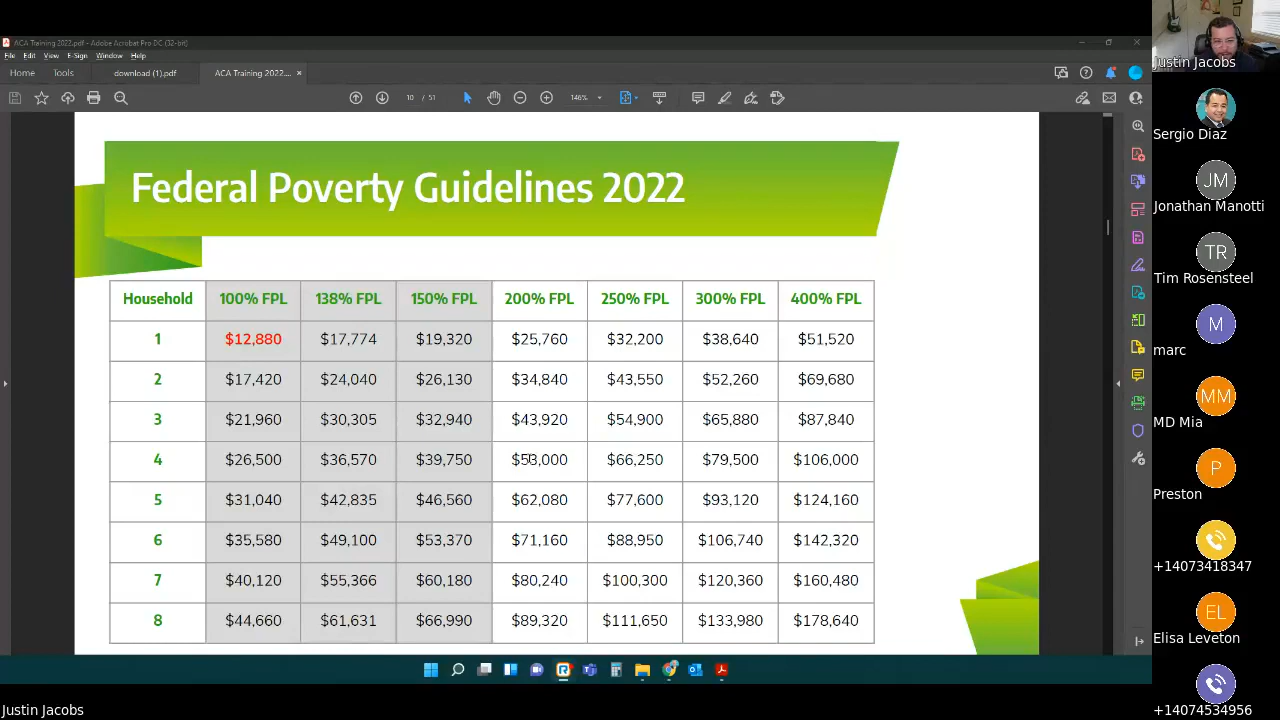 ACA Training 2022.pdf - Adobe Acrobat Pro DC (32-bit)
File Edit View E-Sign Window Help
Home Tools download (1).pdf ACA Training 2022.... ×
10 / 51 146%
Federal Poverty Guidelines 2022
Household 100% FPL 138% FPL 150% FPL 200% FPL 250% FPL 300% FPL 400% FPL
1 $12,880 $17,774 $19,320 $25,760 $32,200 $38,640 $51,520
2 $17,420 $24,040 $26,130 $34,840 $43,550 $52,260 $69,680
3 $21,960 $30,305 $32,940 $43,920 $54,900 $65,880 $87,840
4 $26,500 $36,570 $39,750 $53,000 $66,250 $79,500 $106,000
5 $31,040 $42,835 $46,560 $62,080 $77,600 $93,120 $124,160
6 $35,580 $49,100 $53,370 $71,160 $88,950 $106,740 $142,320
7 $40,120 $55,366 $60,180 $80,240 $100,300 $120,360 $160,480
8 $44,660 $61,631 $66,990 $89,320 $111,650 $133,980 $178,640
Justin Jacobs
Sergio Diaz
JM
Jonathan Manotti
TR
Tim Rosensteel
M
marc
MM
MD Mia
P
Preston
+14073418347
EL
Elisa Leveton
+14074534956
Justin Jacobs